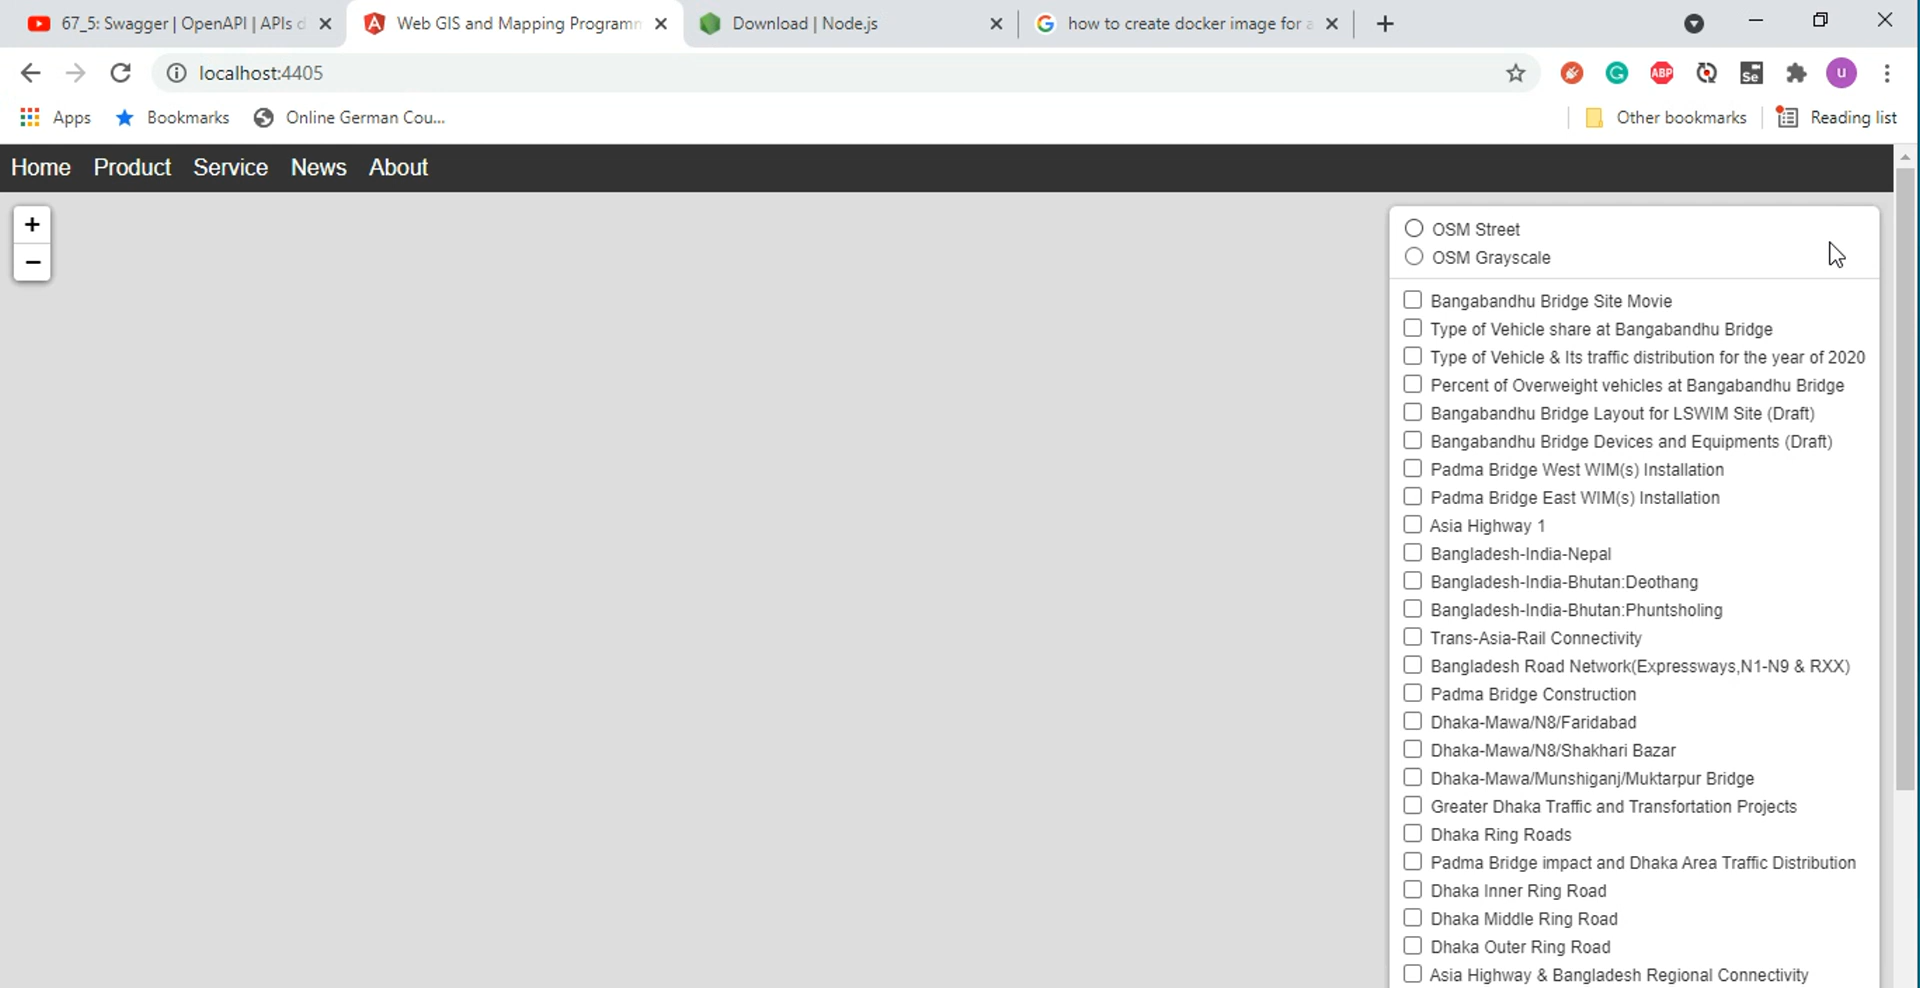 67_5: Swagger | OpenAPI | APIs d
Web GIS and Mapping Programm
Download | Node.js
how to create docker image for a
localhost:4405
ABP
Se
u
Apps
Bookmarks
Online German Cou...
Other bookmarks
Reading list
Home Product Service News About
+
−
OSM Street
OSM Grayscale
Bangabandhu Bridge Site Movie
Type of Vehicle share at Bangabandhu Bridge
Type of Vehicle & Its traffic distribution for the year of 2020
Percent of Overweight vehicles at Bangabandhu Bridge
Bangabandhu Bridge Layout for LSWIM Site (Draft)
Bangabandhu Bridge Devices and Equipments (Draft)
Padma Bridge West WIM(s) Installation
Padma Bridge East WIM(s) Installation
Asia Highway 1
Bangladesh-India-Nepal
Bangladesh-India-Bhutan:Deothang
Bangladesh-India-Bhutan:Phuntsholing
Trans-Asia-Rail Connectivity
Bangladesh Road Network(Expressways,N1-N9 & RXX)
Padma Bridge Construction
Dhaka-Mawa/N8/Faridabad
Dhaka-Mawa/N8/Shakhari Bazar
Dhaka-Mawa/Munshiganj/Muktarpur Bridge
Greater Dhaka Traffic and Transfortation Projects
Dhaka Ring Roads
Padma Bridge impact and Dhaka Area Traffic Distribution
Dhaka Inner Ring Road
Dhaka Middle Ring Road
Dhaka Outer Ring Road
Asia Highway & Bangladesh Regional Connectivity